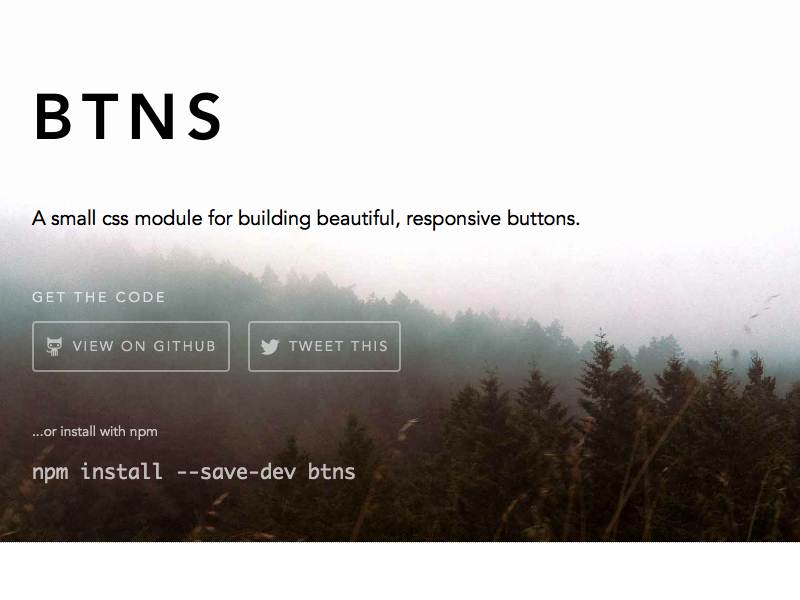 BTNS
A small css module for building beautiful, responsive buttons.
GET THE CODE
VIEW ON GITHUB
TWEET THIS
...or install with npm
npm install --save-dev btns